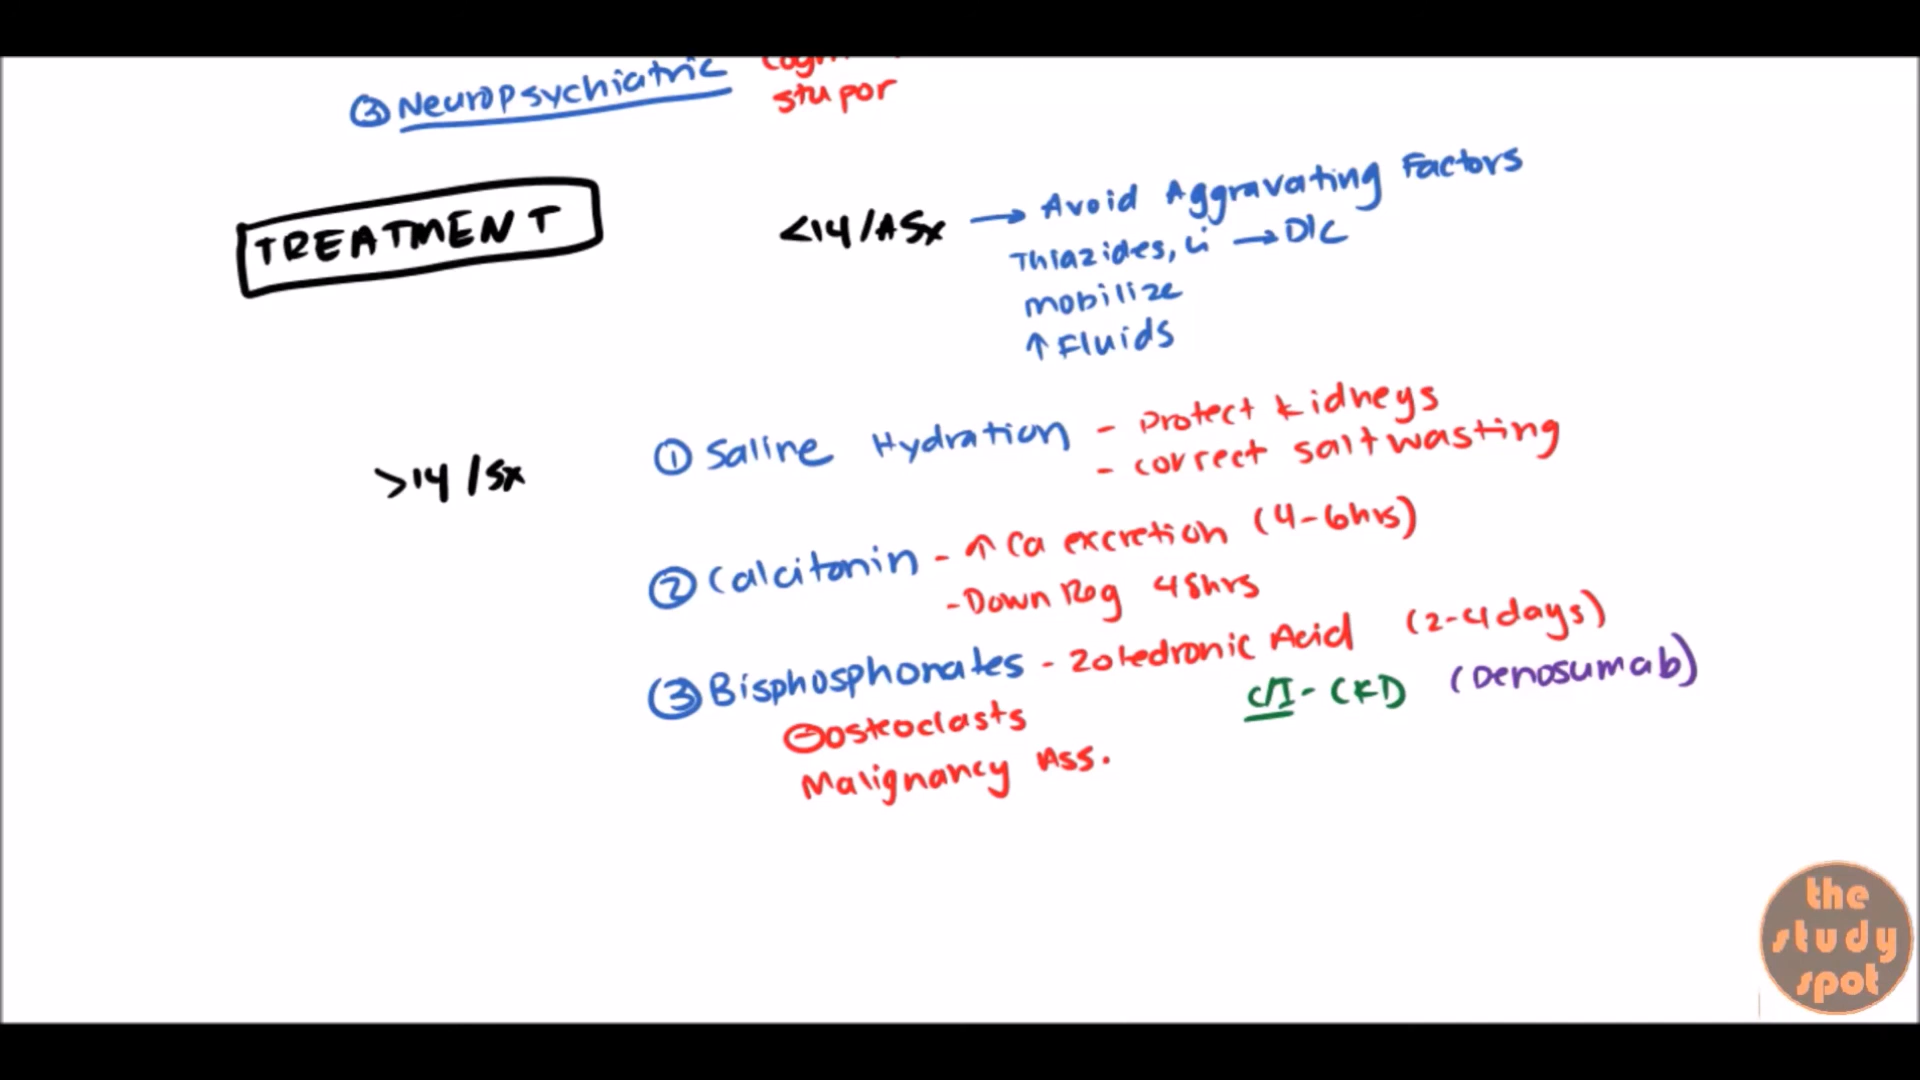 ③ Neuropsychiatric
stupor
TREATMENT
<14/ASx → Avoid Aggravating Factors
Thiazides, Li → D/C
mobilize
↑ Fluids
>14/Sx
① Saline Hydration - Protect kidneys
- correct salt wasting
② Calcitonin - ↑ Ca excretion (4-6hrs)
- Down Reg 48hrs
③ Bisphosphonates - Zoledronic Acid (2-4days)
⊖ osteoclasts
C/I - CKD (Denosumab)
Malignancy Ass.
the
study
spot